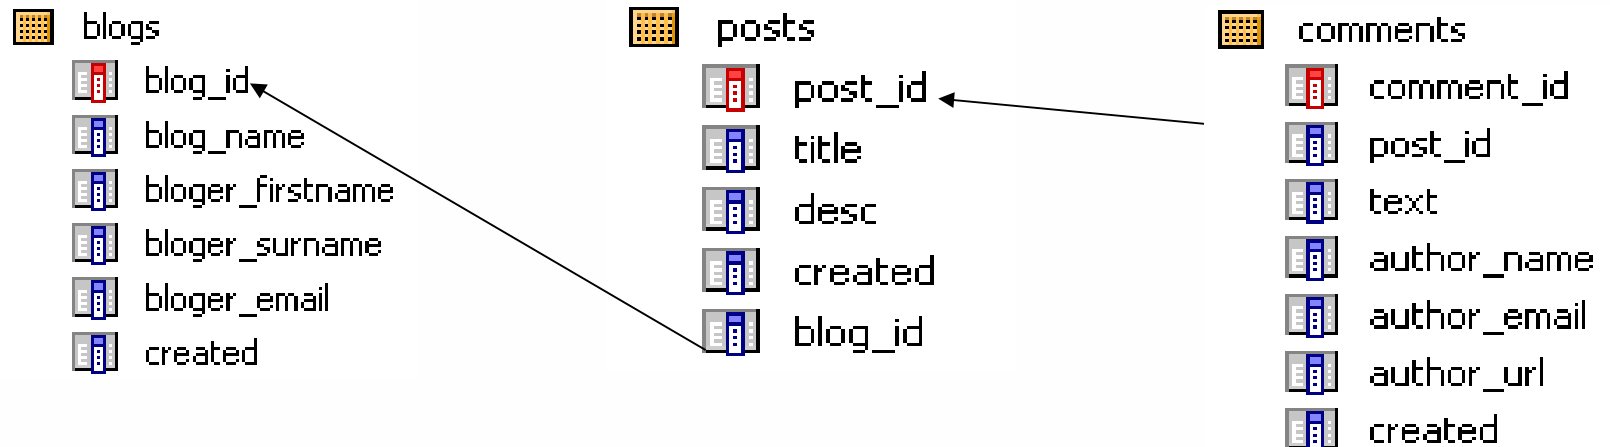 blogs
blog_id
blog_name
bloger_firstname
bloger_surname
bloger_email
created
posts
post_id
title
desc
created
blog_id
comments
comment_id
post_id
text
author_name
author_email
author_url
created